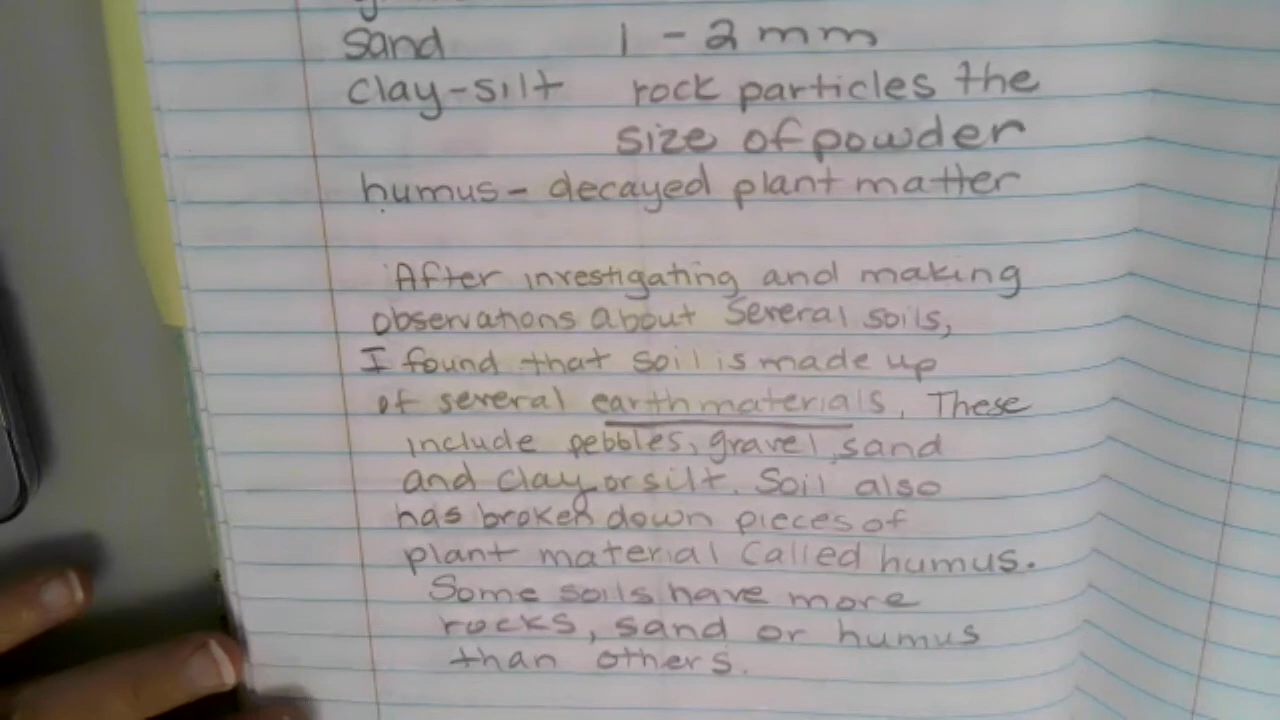 sand 1 - 2 mm
clay-silt rock particles the
size of powder
humus - decayed plant matter
After investigating and making
observations about several soils,
I found that soil is made up
of several earth materials. These
include pebbles, gravel, sand
and clay or silt. Soil also
has broken down pieces of
plant material called humus.
Some soils have more
rocks, sand or humus
than others.